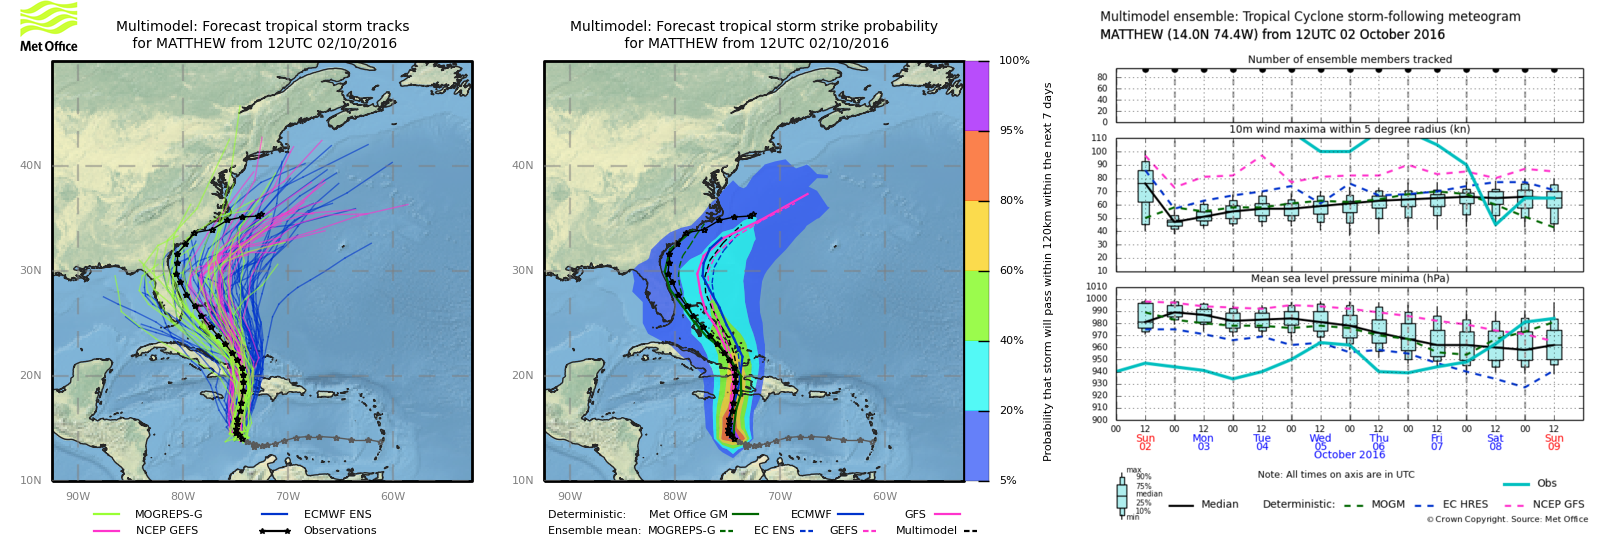 Met Office
Multimodel: Forecast tropical storm tracks
for MATTHEW from 12UTC 02/10/2016
40N
30N
20N
10N
90W 80W 70W 60W
MOGREPS-G
NCEP GEFS
ECMWF ENS
Observations
Multimodel: Forecast tropical storm strike probability
for MATTHEW from 12UTC 02/10/2016
40N
30N
20N
10N
90W 80W 70W 60W
100%
95%
80%
60%
40%
20%
5%
Probability that storm will pass within 120km within the next 7 days
Deterministic: Met Office GM ECMWF GFS
Ensemble mean: MOGREPS-G EC ENS GEFS Multimodel
Multimodel ensemble: Tropical Cyclone storm-following meteogram
MATTHEW (14.0N 74.4W) from 12UTC 02 October 2016
Number of ensemble members tracked
80
60
40
20
0
10m wind maxima within 5 degree radius (kn)
110
100
90
80
70
60
50
40
30
20
10
Mean sea level pressure minima (hPa)
1010
1000
990
980
970
960
950
940
930
920
910
900
00 12 00 12 00 12 00 12 00 12 00 12 00 12 00 12
Sun Mon Tue Wed Thu Fri Sat Sun
02 03 04 05 06 07 08 09
October 2016
max
90%
75%
median
25%
10%
min
Note: All times on axis are in UTC
Obs
Median Deterministic: MOGM EC HRES NCEP GFS
© Crown Copyright. Source: Met Office